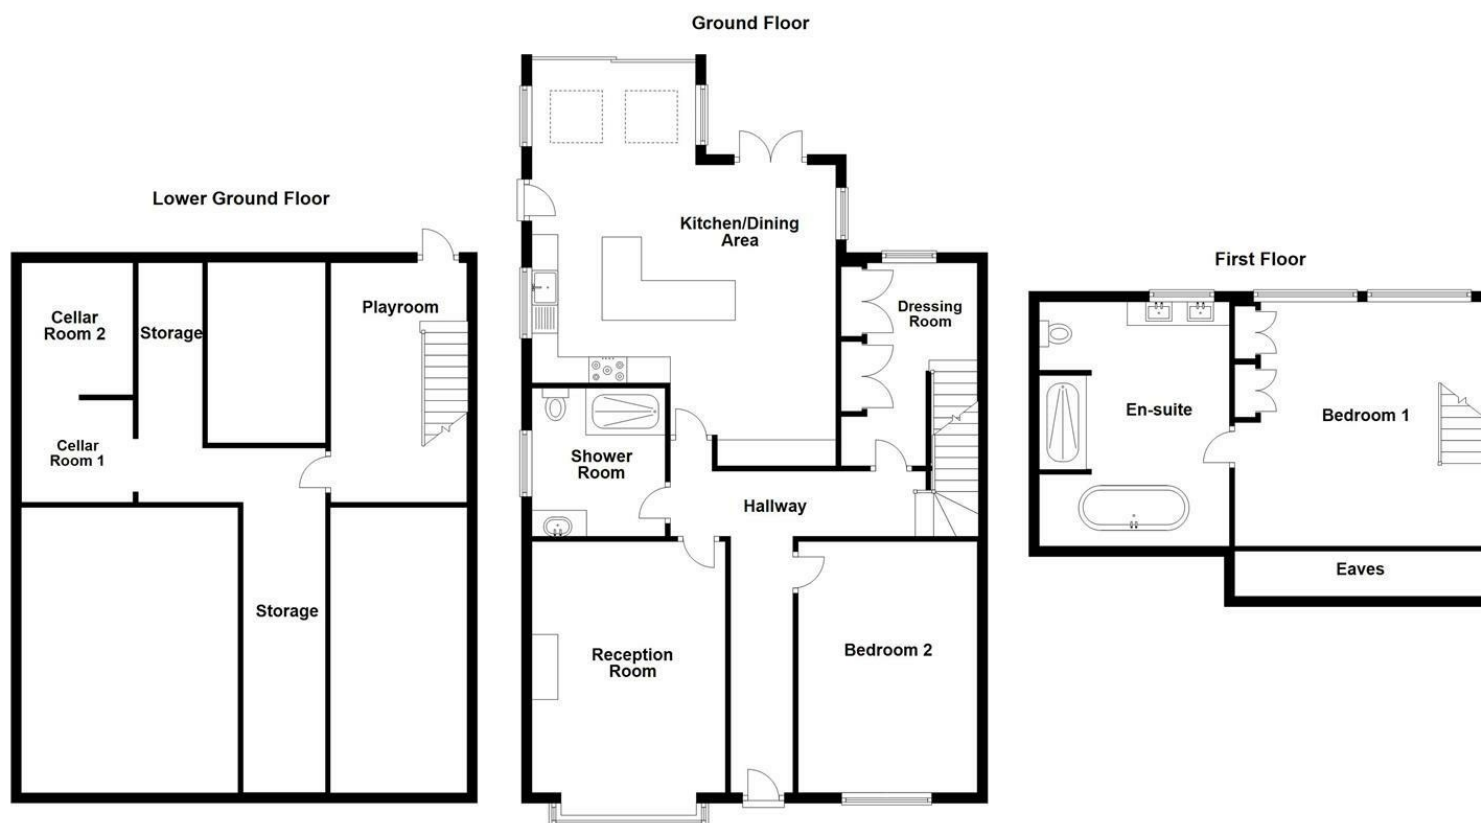 Ground Floor
Lower Ground Floor
Cellar
Room 2
Storage
Playroom
Cellar
Room 1
Storage
Kitchen/Dining
Area
Dressing
Room
Shower
Room
Hallway
Reception
Room
Bedroom 2
First Floor
En-suite
Bedroom 1
Eaves